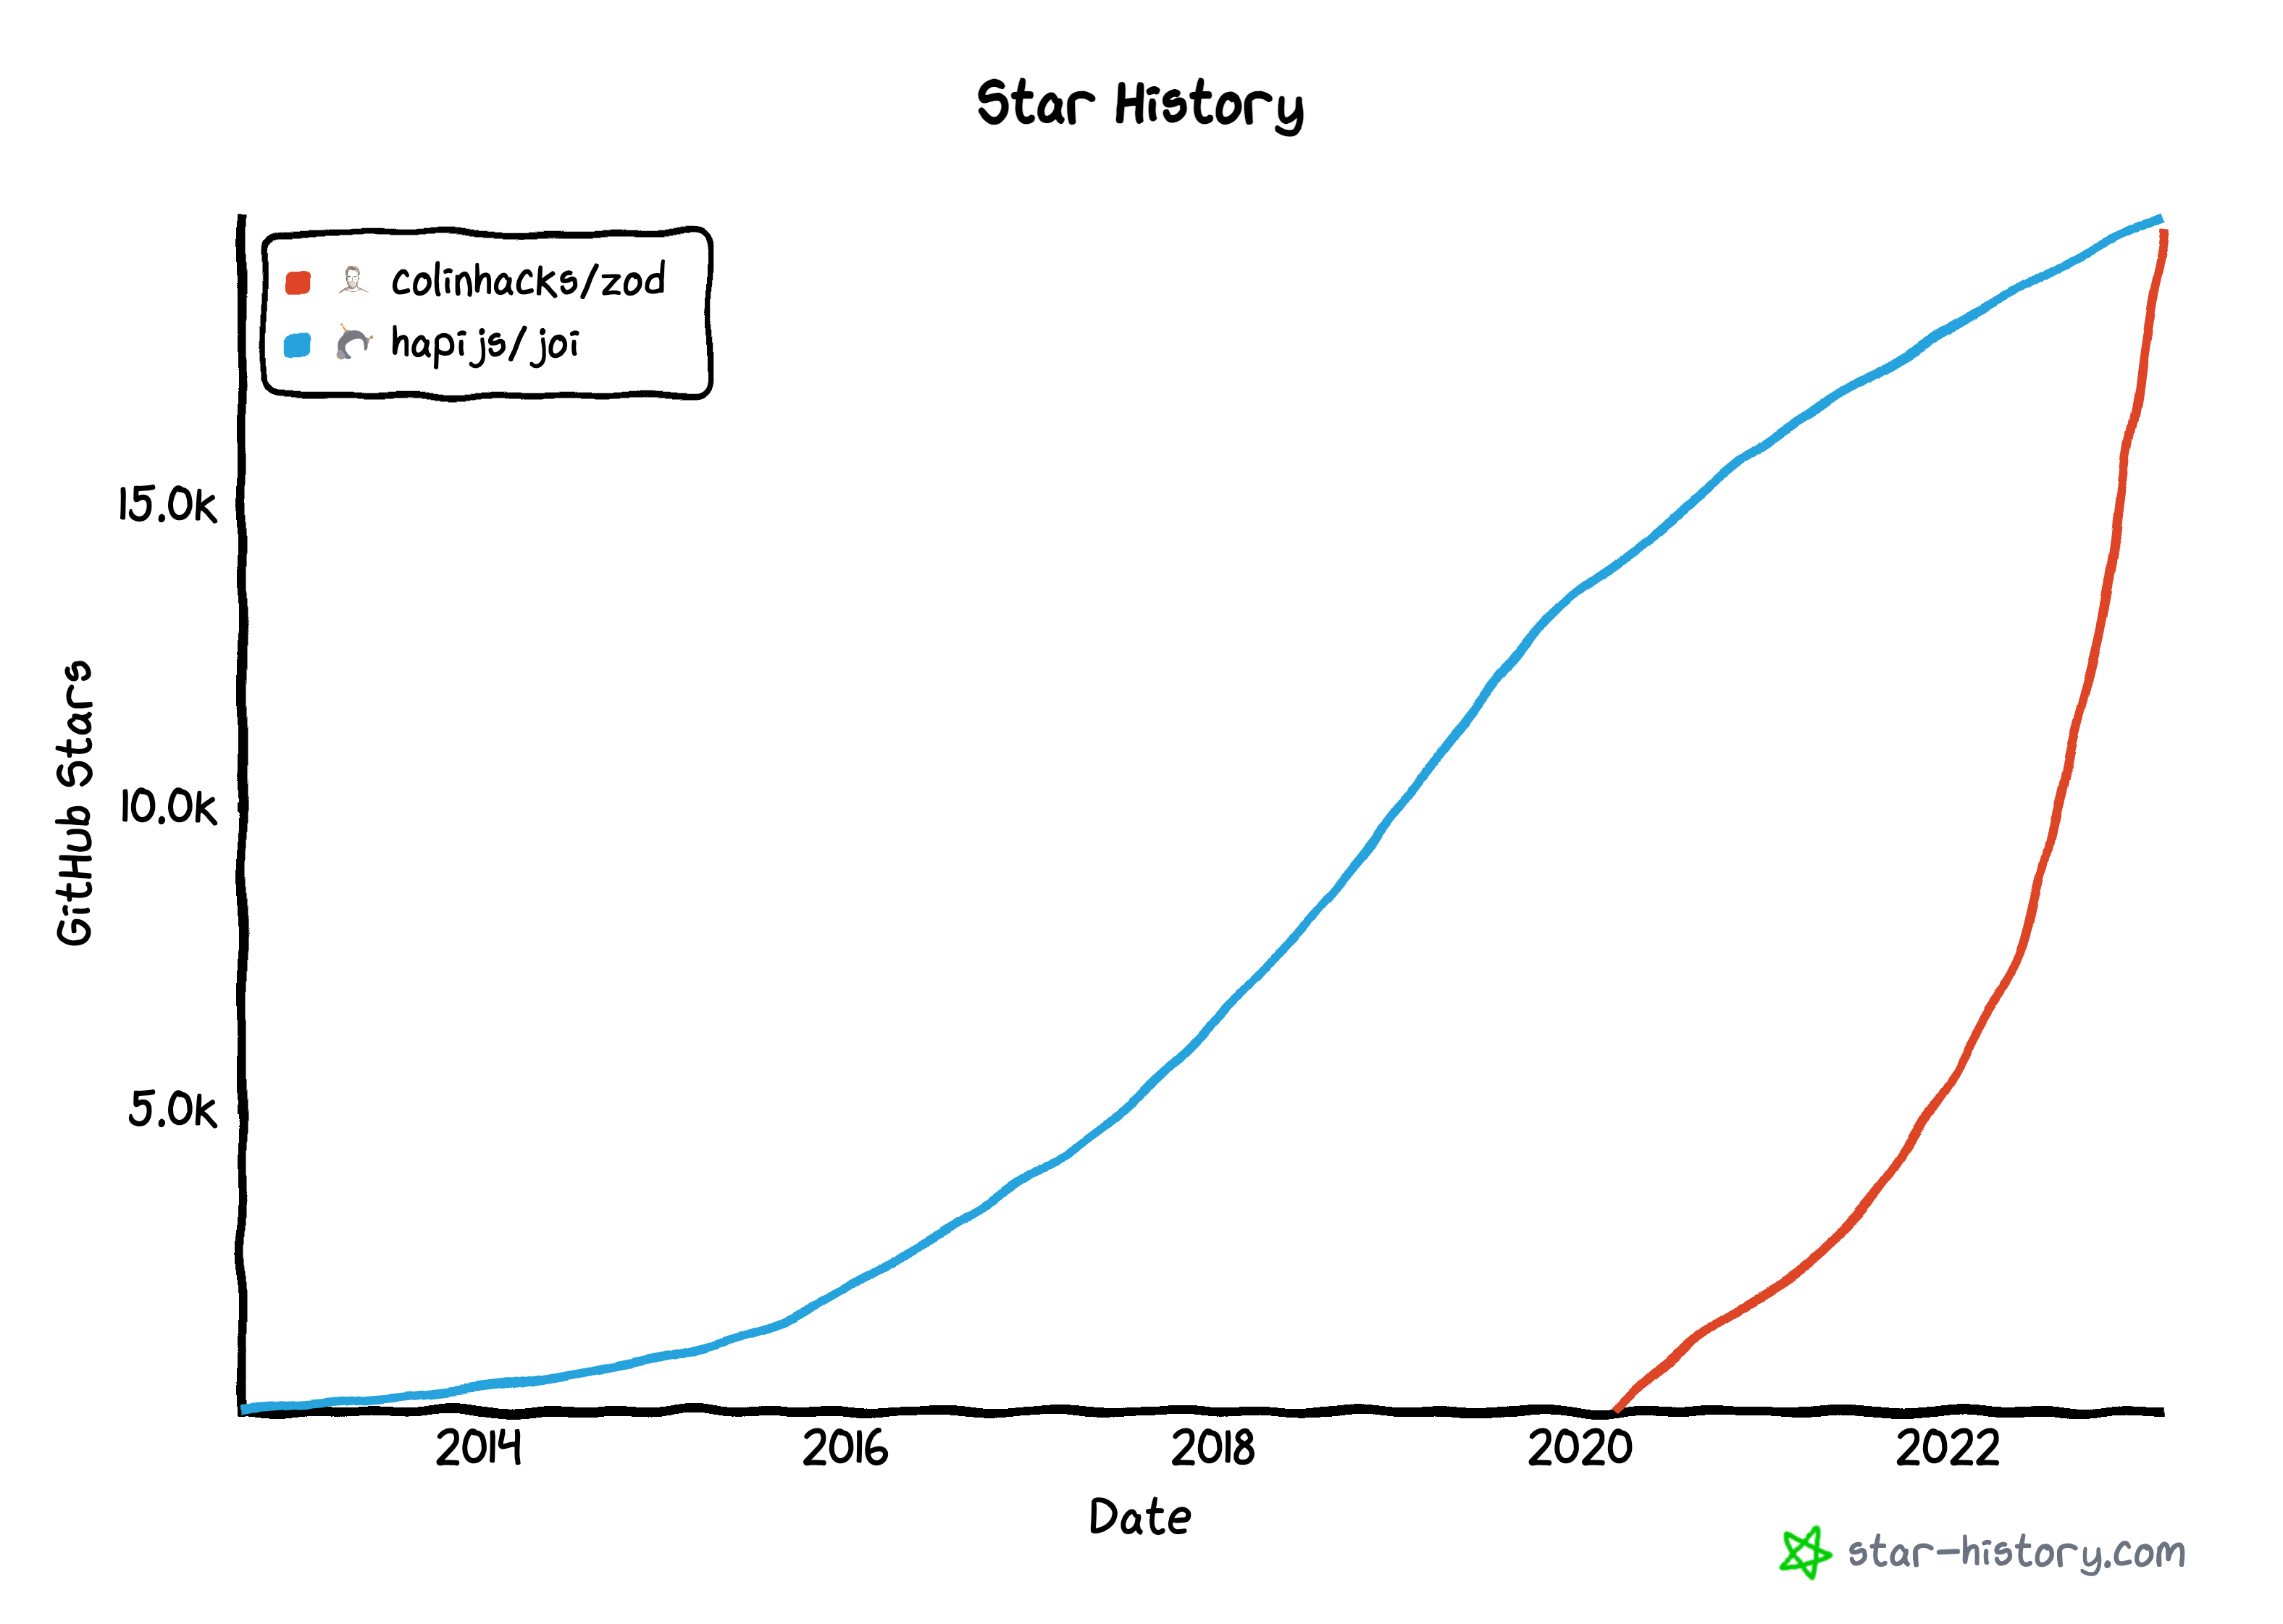 Star History
colinhacks/zod
hapijs/joi
15.0k
10.0k
5.0k
GitHub Stars
2014 2016 2018 2020 2022
Date
star-history.com